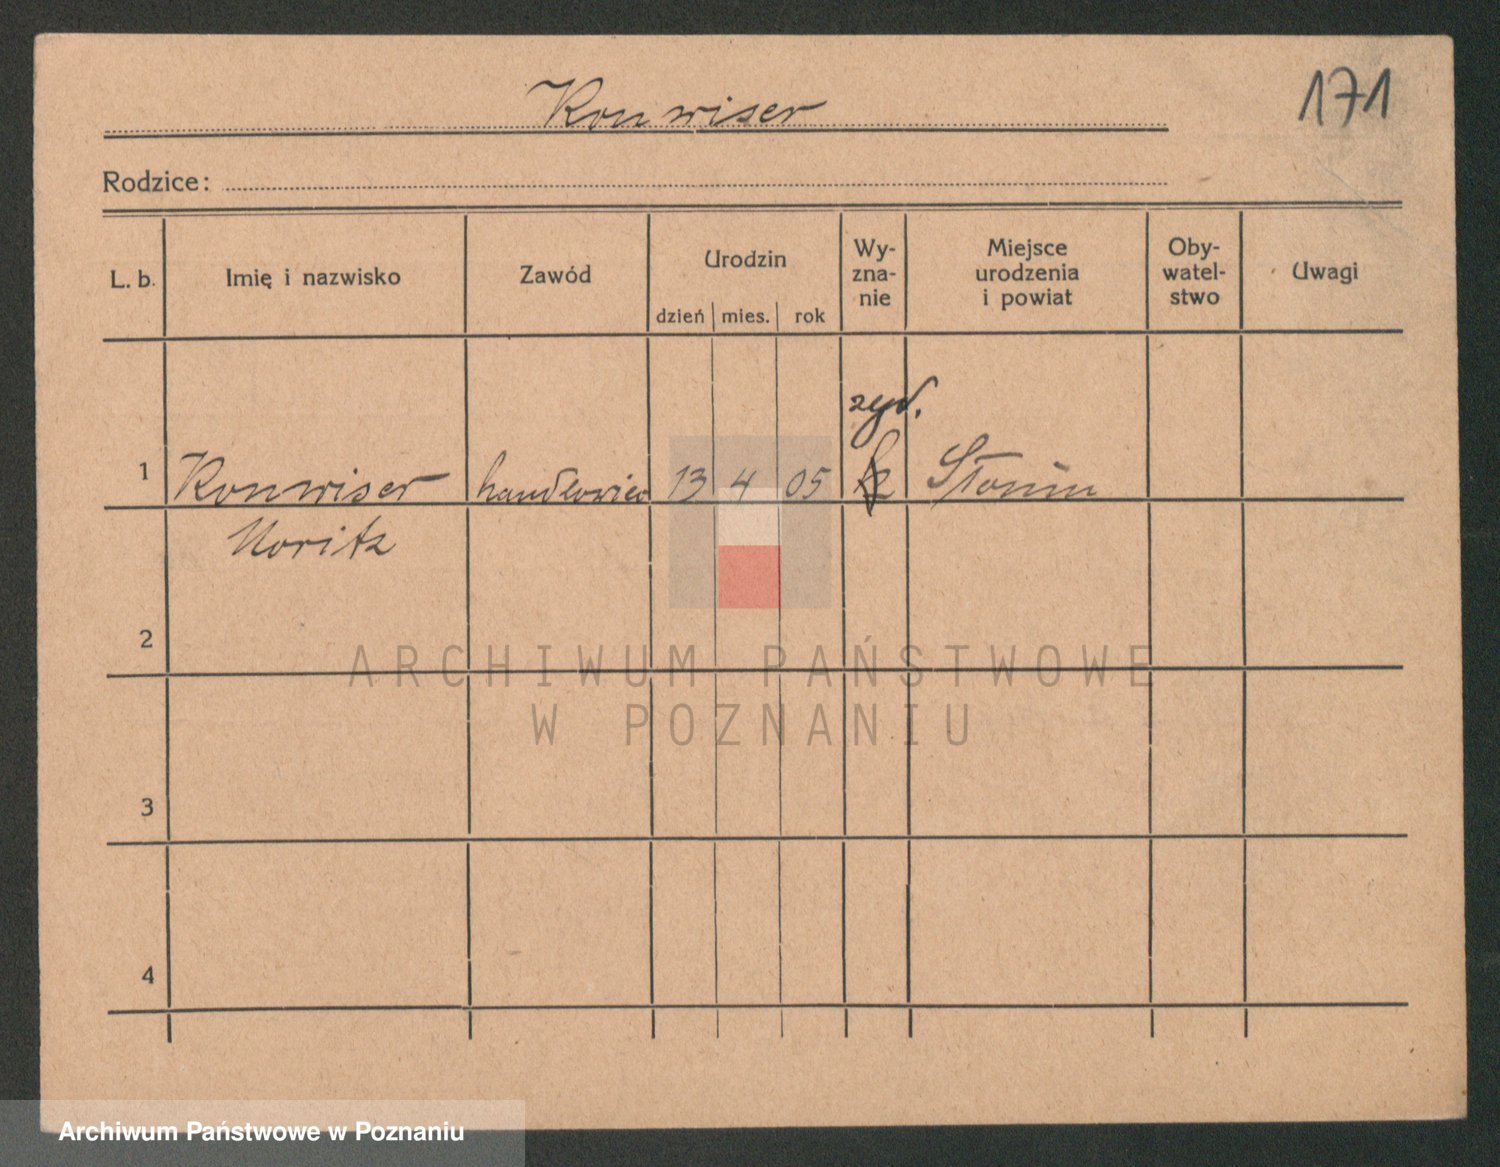 Konwiser
171
Rodzice:
L. b.
Imię i nazwisko
Zawód
Urodzin
dzień
mies.
rok
Wy-
zna-
nie
Miejsce
urodzenia
i powiat
Oby-
watel-
stwo
Uwagi
żyd.
1
Konwiser
handlowiec
13
4
05
k
Słonim
Moritz
2
3
4
ARCHIWUM PAŃSTWOWE
W POZNANIU
Archiwum Państwowe w Poznaniu